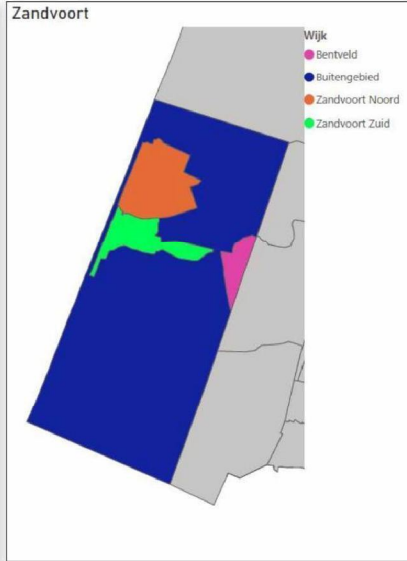 Zandvoort
Wijk
Bentveld
Buitengebied
Zandvoort Noord
Zandvoort Zuid